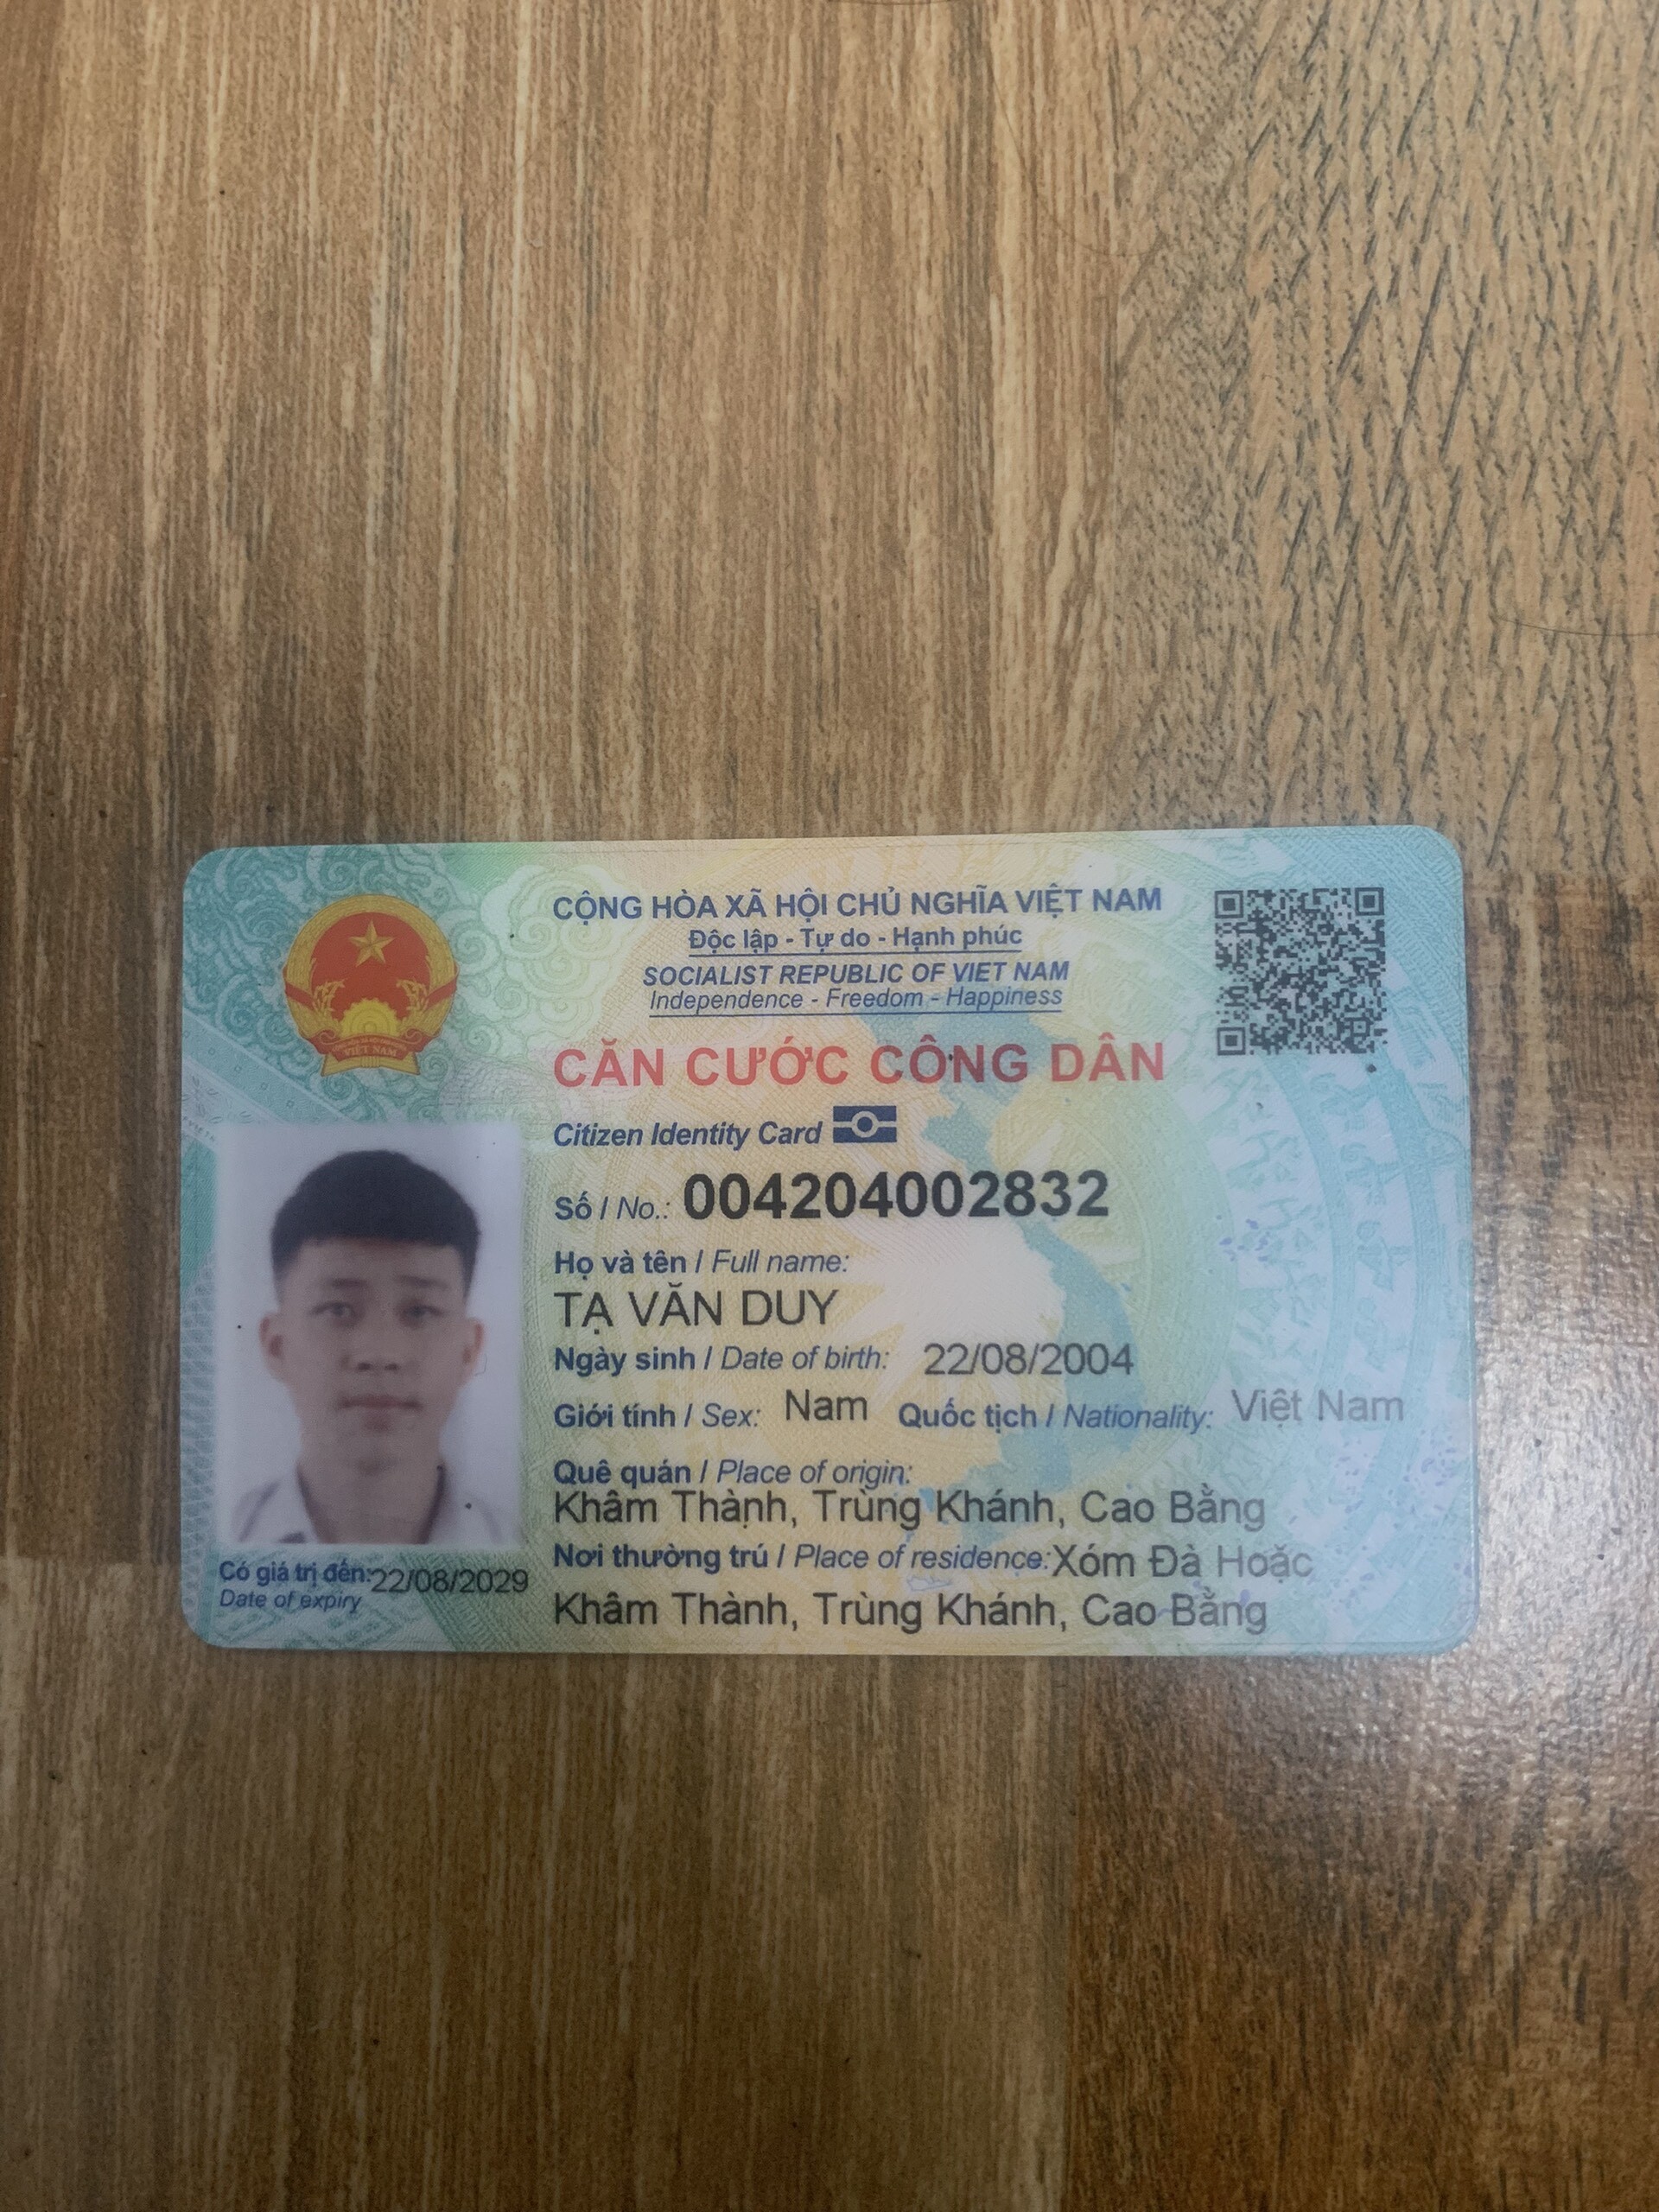 CỘNG HÒA XÃ HỘI CHỦ NGHĨA VIỆT NAM
Độc lập - Tự do - Hạnh phúc
SOCIALIST REPUBLIC OF VIET NAM
Independence - Freedom - Happiness
VIỆT NAM
CĂN CƯỚC CÔNG DÂN
Citizen Identity Card
Số / No.: 004204002832
Họ và tên / Full name:
TẠ VĂN DUY
Ngày sinh / Date of birth: 22/08/2004
Giới tính / Sex: Nam Quốc tịch / Nationality: Việt Nam
Quê quán / Place of origin:
Khâm Thành, Trùng Khánh, Cao Bằng
Nơi thường trú / Place of residence: Xóm Đà Hoặc
Khâm Thành, Trùng Khánh, Cao Bằng
Có giá trị đến: 22/08/2029
Date of expiry